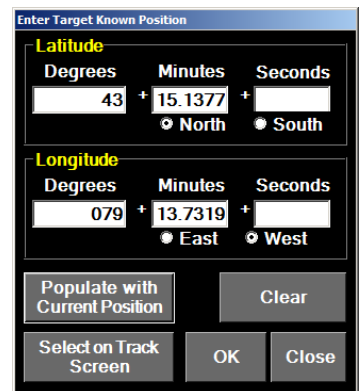 Enter Target Known Position
Latitude
Degrees Minutes Seconds
43 + 15.1377 +
North South
Longitude
Degrees Minutes Seconds
079 + 13.7319 +
East West
Populate with Clear
Current Position
Select on Track OK Close
Screen